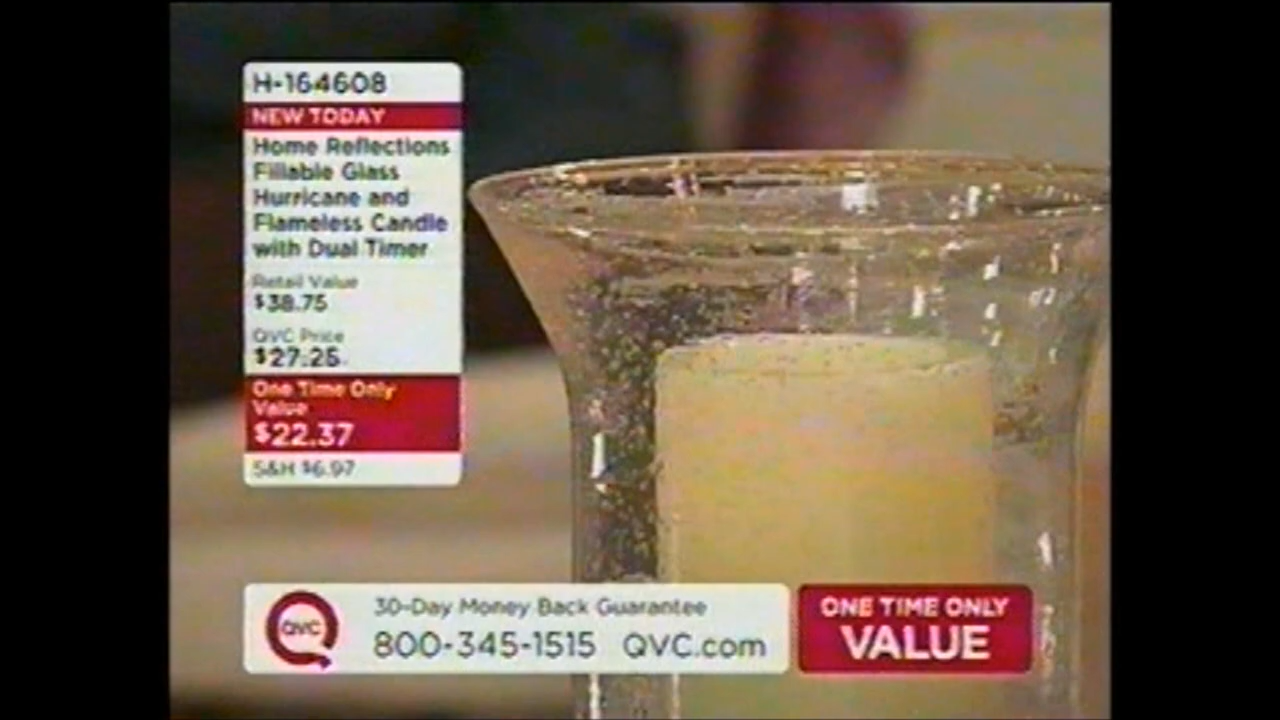 H-164608
NEW TODAY
Home Reflections
Fillable Glass
Hurricane and
Flameless Candle
with Dual Timer
Retail Value
$38.75
QVC Price
$27.25
One Time Only
Value
$22.37
S&H $6.97
QVC
30-Day Money Back Guarantee
800-345-1515 QVC.com
ONE TIME ONLY
VALUE